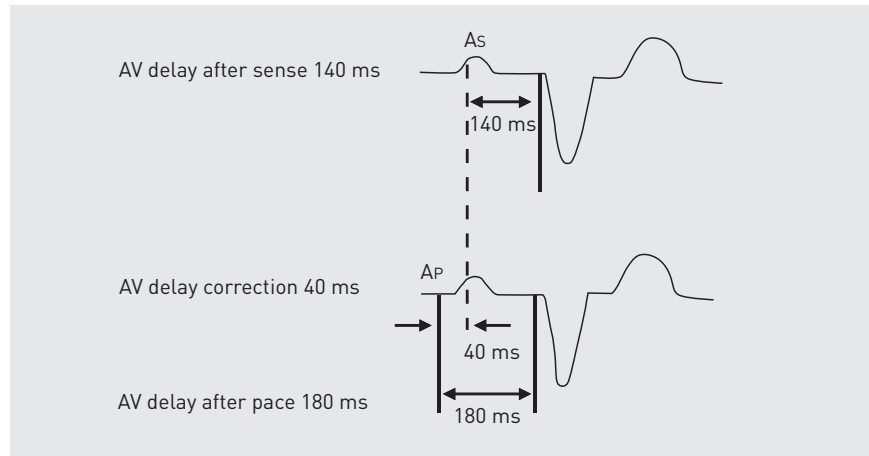 As
AV delay after sense 140 ms
140 ms
AP
AV delay correction 40 ms
40 ms
AV delay after pace 180 ms
180 ms